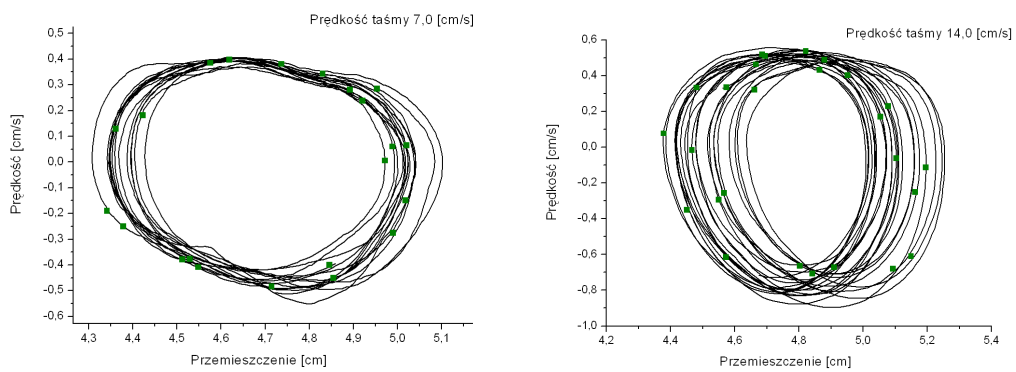 Prędkość taśmy 7,0 [cm/s]
0,5
0,4
0,3
0,2
0,1
0,0
-0,1
-0,2
-0,3
-0,4
-0,5
-0,6
Prędkość [cm/s]
4,3 4,4 4,5 4,6 4,7 4,8 4,9 5,0 5,1
Przemieszczenie [cm]
Prędkość taśmy 14,0 [cm/s]
0,6
0,4
0,2
0,0
-0,2
-0,4
-0,6
-0,8
-1,0
Prędkość [cm/s]
4,2 4,4 4,6 4,8 5,0 5,2 5,4
Przemieszczenie [cm]